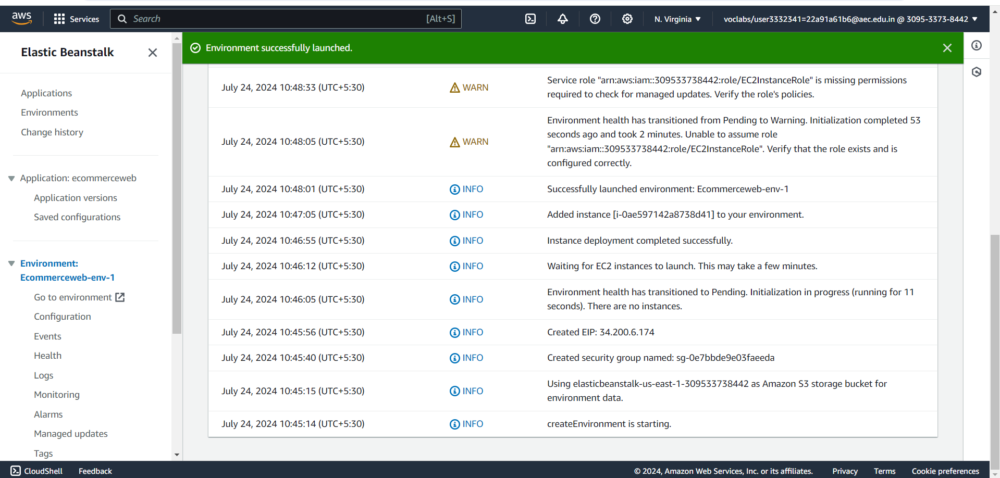 aws
Services
Search
[Alt+S]
N. Virginia
voclabs/user3332341=22a91a61b6@aec.edu.in @ 3095-3373-8442
Elastic Beanstalk
Applications
Environments
Change history
Application: ecommerceweb
Application versions
Saved configurations
Environment:
Ecommerceweb-env-1
Go to environment
Configuration
Events
Health
Logs
Monitoring
Alarms
Managed updates
Tags
Environment successfully launched.
July 24, 2024 10:48:33 (UTC+5:30) WARN Service role "arn:aws:iam::309533738442:role/EC2InstanceRole" is missing permissions
required to check for managed updates. Verify the role's policies.
July 24, 2024 10:48:05 (UTC+5:30) WARN Environment health has transitioned from Pending to Warning. Initialization completed 53
seconds ago and took 2 minutes. Unable to assume role
"arn:aws:iam::309533738442:role/EC2InstanceRole". Verify that the role exists and is
configured correctly.
July 24, 2024 10:48:01 (UTC+5:30) INFO Successfully launched environment: Ecommerceweb-env-1
July 24, 2024 10:47:05 (UTC+5:30) INFO Added instance [i-0ae597142a8738d41] to your environment.
July 24, 2024 10:46:55 (UTC+5:30) INFO Instance deployment completed successfully.
July 24, 2024 10:46:12 (UTC+5:30) INFO Waiting for EC2 instances to launch. This may take a few minutes.
July 24, 2024 10:46:05 (UTC+5:30) INFO Environment health has transitioned to Pending. Initialization in progress (running for 11
seconds). There are no instances.
July 24, 2024 10:45:56 (UTC+5:30) INFO Created EIP: 34.200.6.174
July 24, 2024 10:45:40 (UTC+5:30) INFO Created security group named: sg-0e7bbde9e03faeeda
July 24, 2024 10:45:15 (UTC+5:30) INFO Using elasticbeanstalk-us-east-1-309533738442 as Amazon S3 storage bucket for
environment data.
July 24, 2024 10:45:14 (UTC+5:30) INFO createEnvironment is starting.
CloudShell
Feedback
© 2024, Amazon Web Services, Inc. or its affiliates.
Privacy
Terms
Cookie preferences